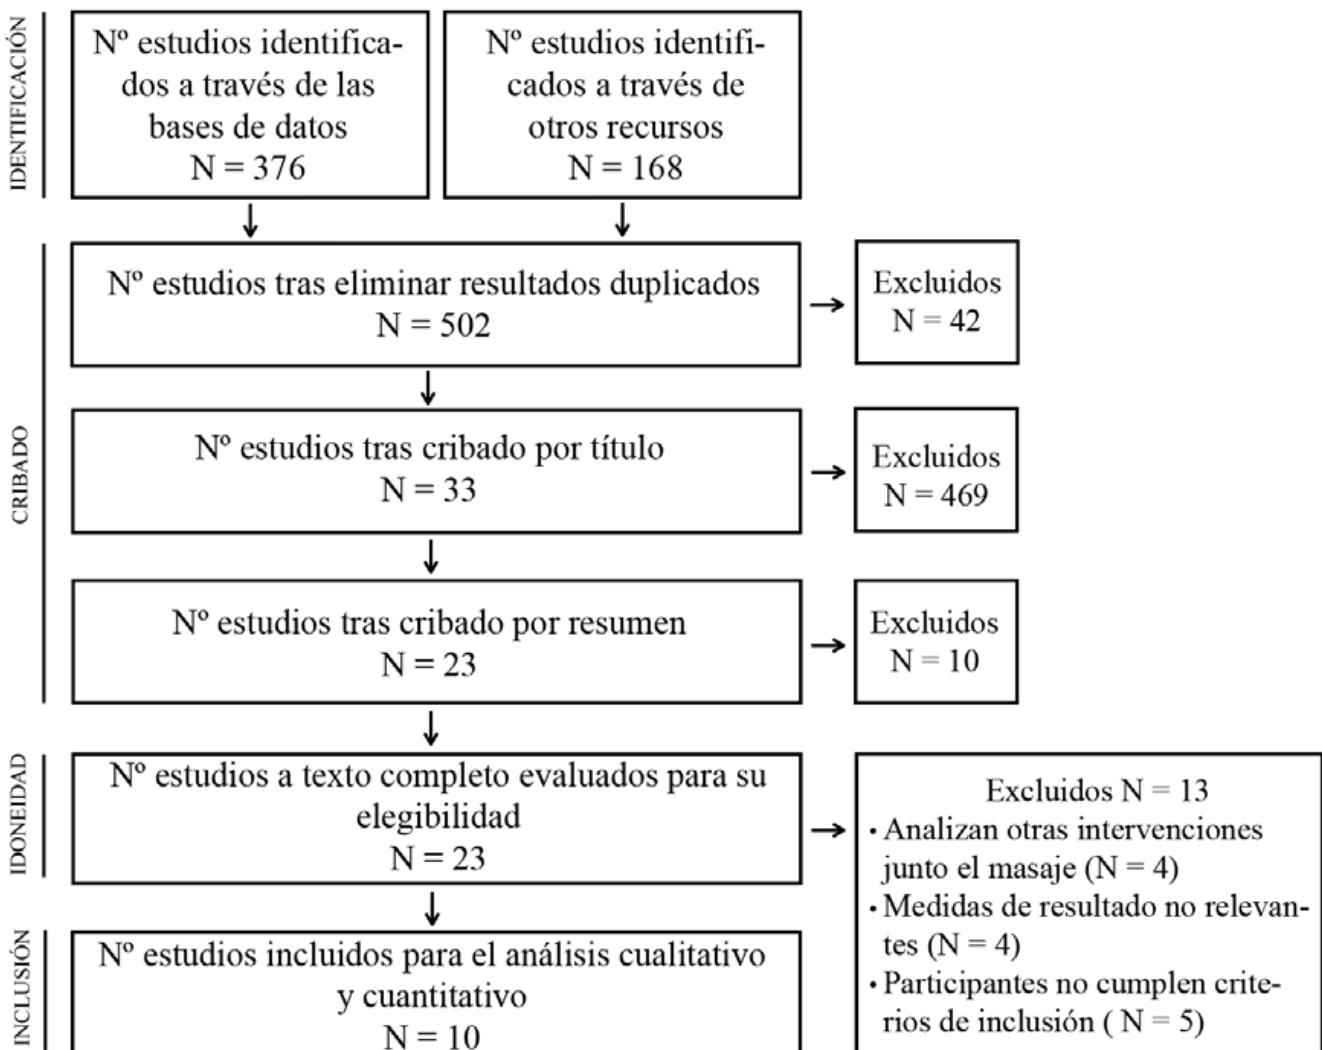 IDENTIFICACIÓN
Nº estudios identifica-
dos a través de las
bases de datos
N = 376
Nº estudios identifi-
cados a través de
otros recursos
N = 168
CRIBADO
Nº estudios tras eliminar resultados duplicados
N = 502
Excluidos
N = 42
Nº estudios tras cribado por título
N = 33
Excluidos
N = 469
Nº estudios tras cribado por resumen
N = 23
Excluidos
N = 10
IDONEIDAD
Nº estudios a texto completo evaluados para su
elegibilidad
N = 23
Excluidos N = 13
· Analizan otras intervenciones
junto el masaje (N = 4)
· Medidas de resultado no relevan-
tes (N = 4)
· Participantes no cumplen crite-
rios de inclusión ( N = 5)
INCLUSIÓN
Nº estudios incluidos para el análisis cualitativo
y cuantitativo
N = 10